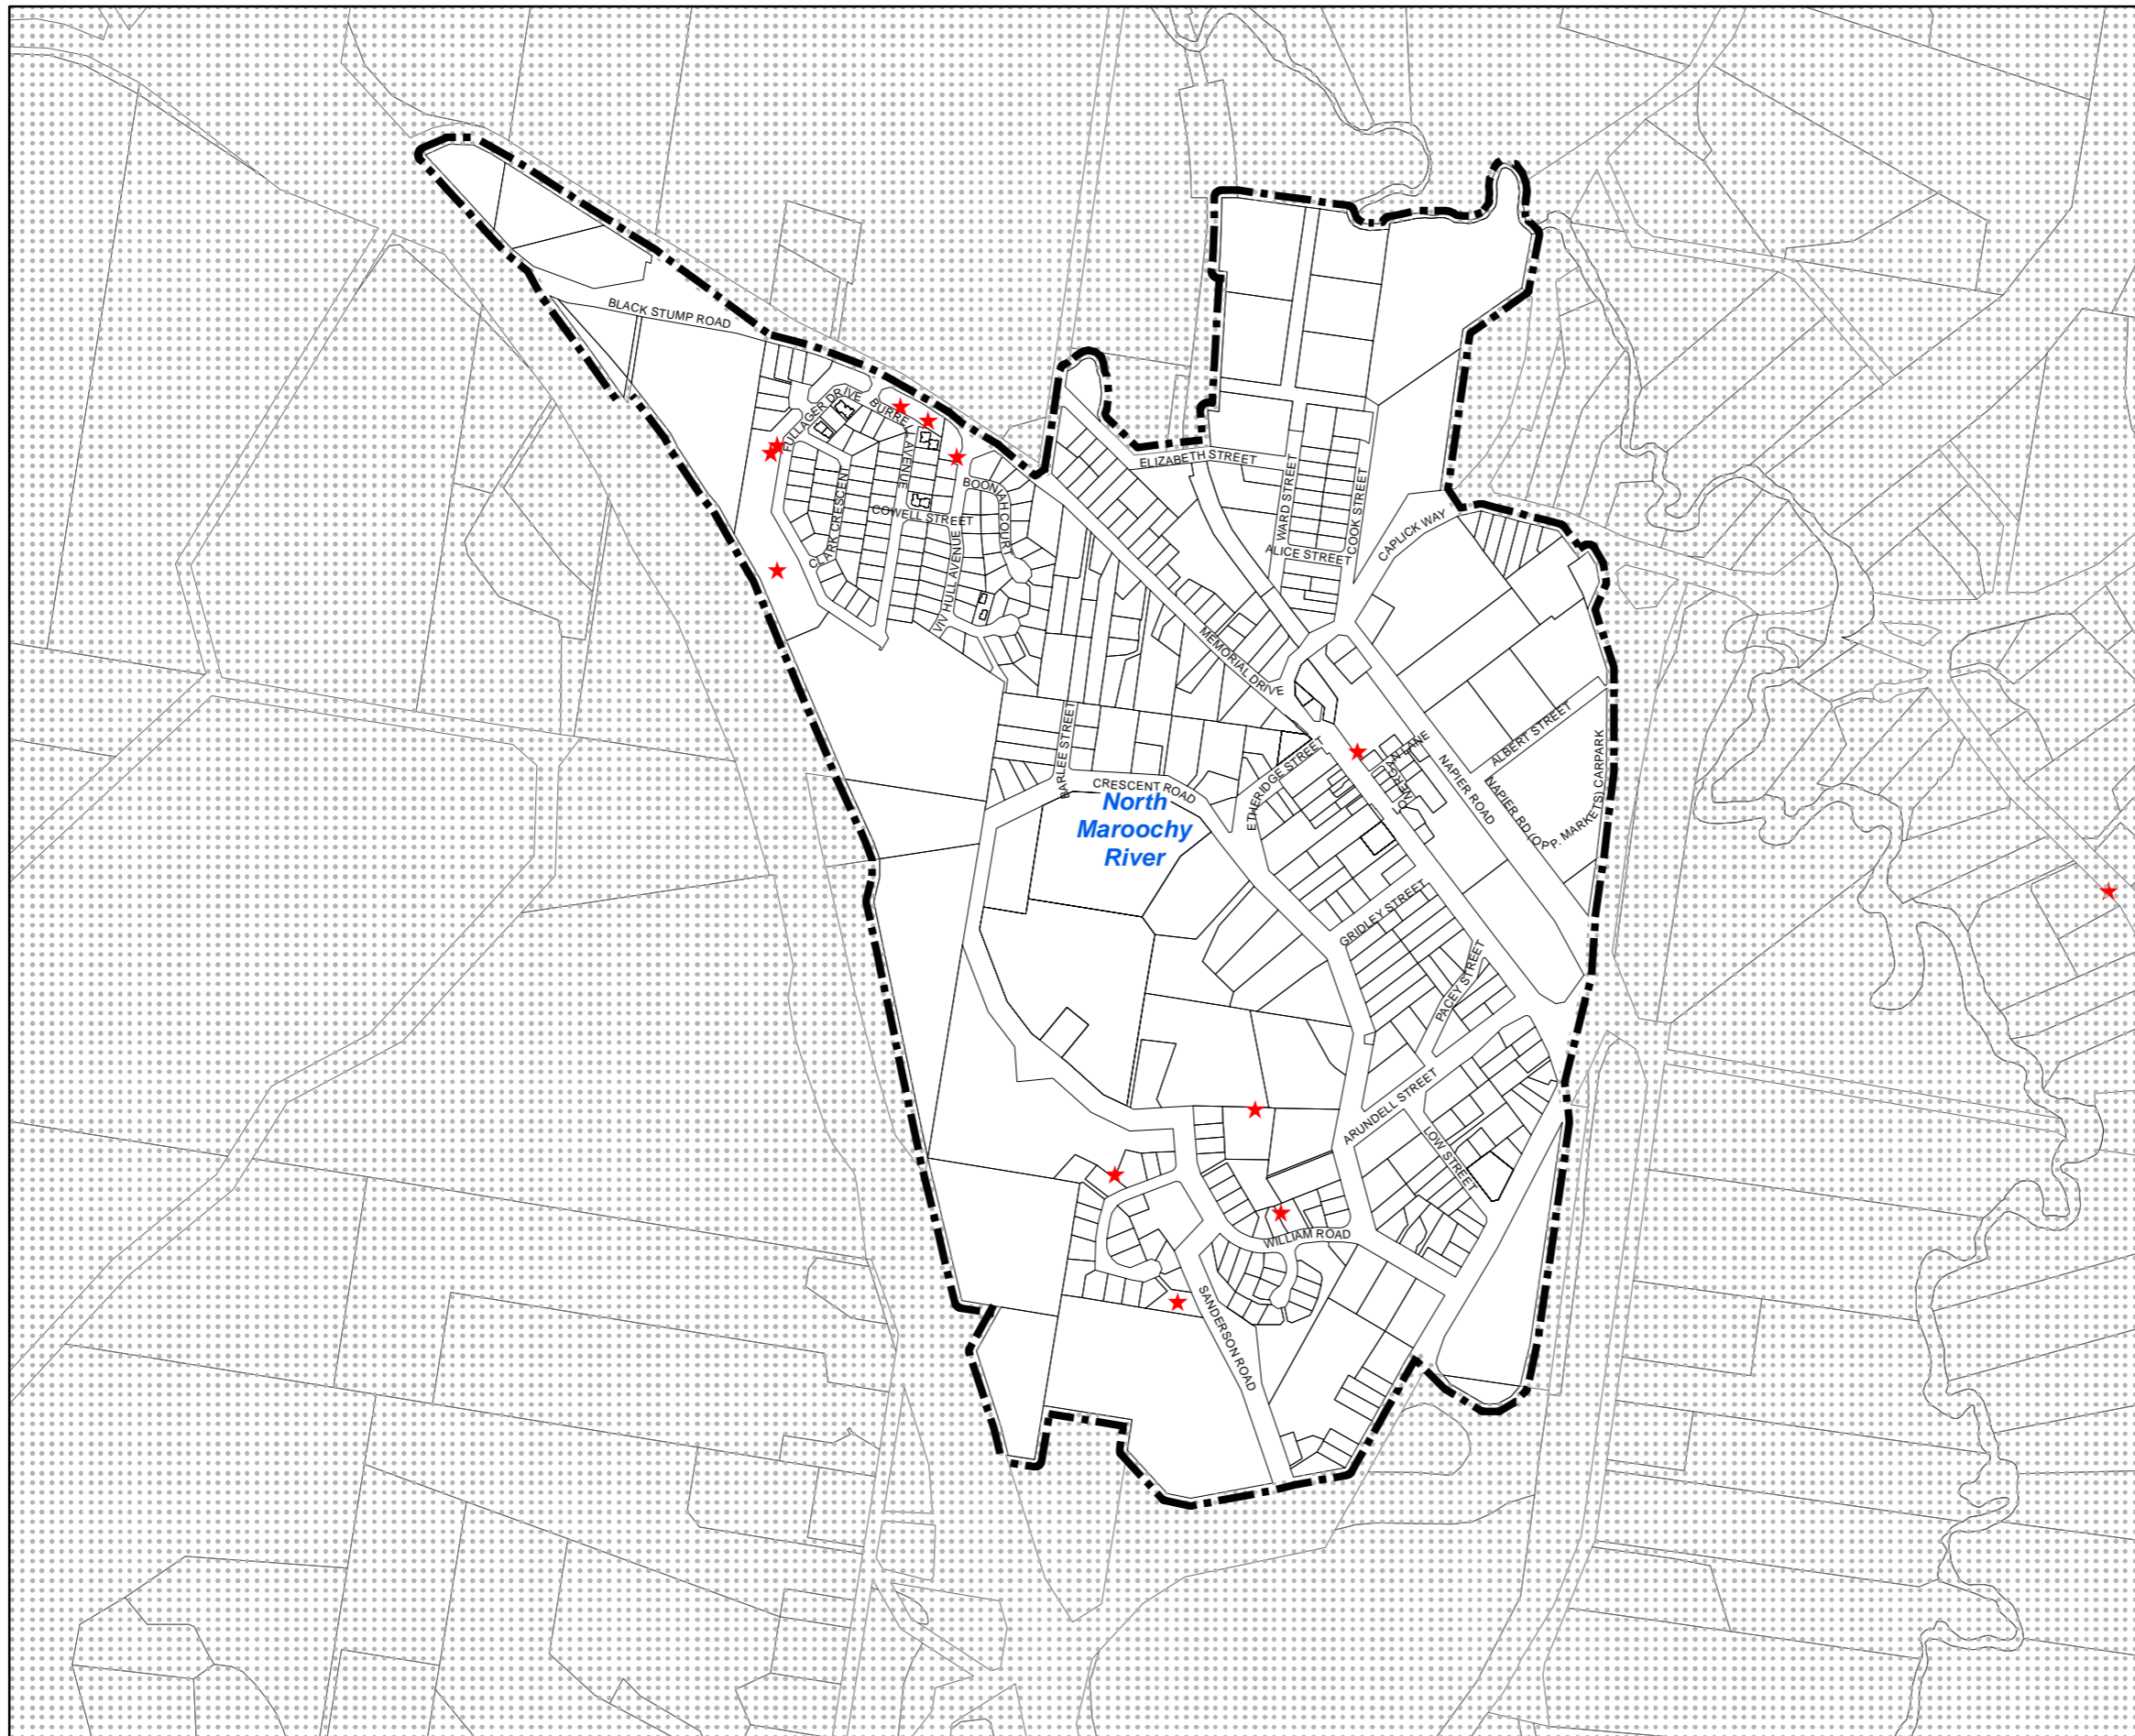 BLACK STUMP ROAD
FULLAGER DRIVE
BURRELL AVENUE
ELIZABETH STREET
BOONAH COURT
COWELL STREET
CLARK CRESCENT
VIV HULL AVENUE
WARD STREET
COOK STREET
CAPLICK WAY
ALICE STREET
MEMORIAL DRIVE
ALBERT STREET
BARLEE STREET
ETHERIDGE STREET
LONERGAN LANE
NAPIER ROAD
NAPIER RD (OPP. MARKETS) CARPARK
CRESCENT ROAD
North
Maroochy
River
GRIDLEY STREET
PACEY STREET
ARUNDELL STREET
LOW STREET
WILLIAM ROAD
SANDERSON ROAD